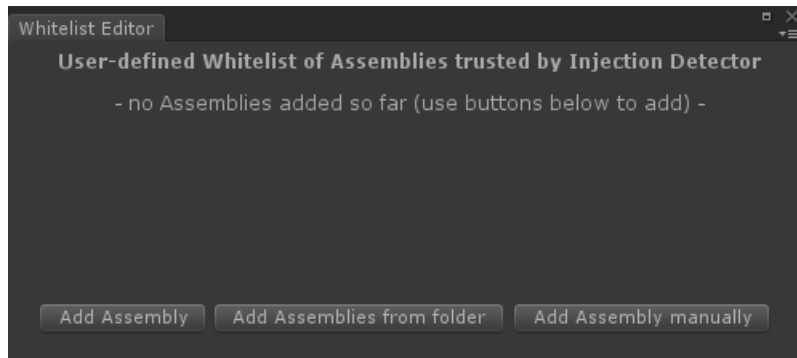 Whitelist Editor
User-defined Whitelist of Assemblies trusted by Injection Detector
- no Assemblies added so far (use buttons below to add) -
Add Assembly
Add Assemblies from folder
Add Assembly manually